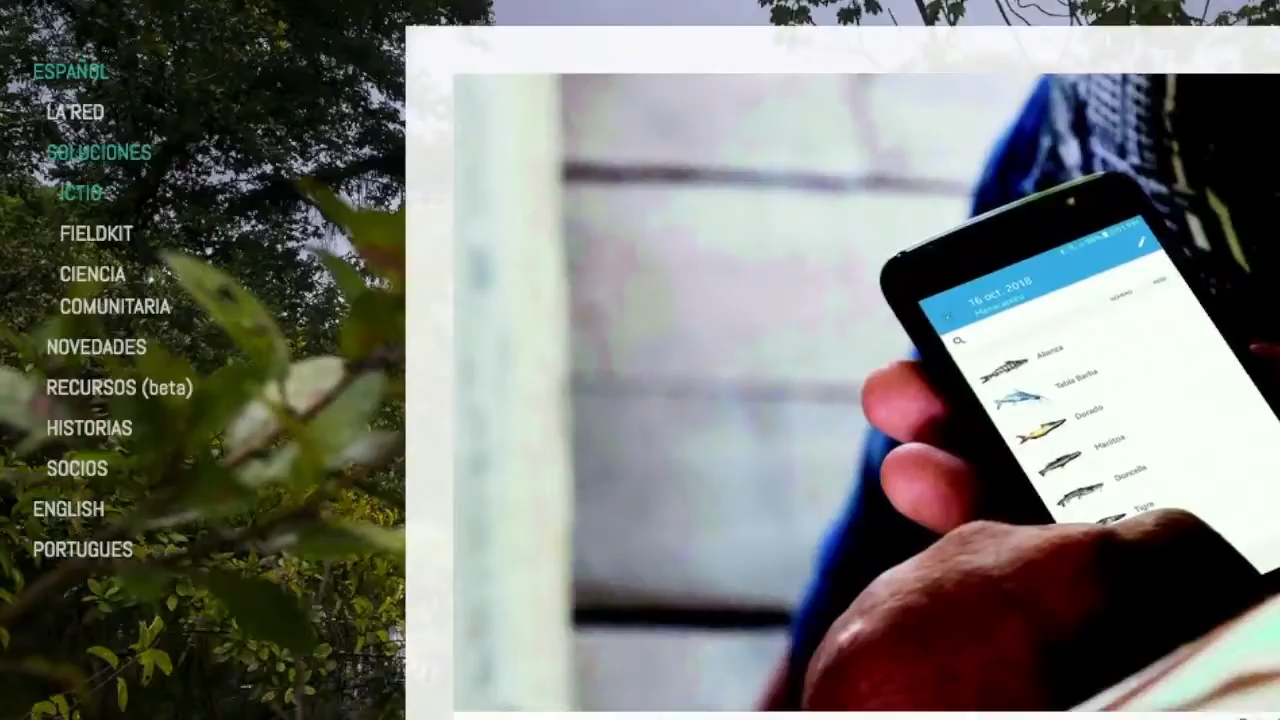 ESPAÑOL
LA RED
SOLUCIONES
ICTIO
FIELDKIT
CIENCIA
COMUNITARIA
NOVEDADES
RECURSOS (beta)
HISTORIAS
SOCIOS
ENGLISH
PORTUGUES
16 oct. 2018
Dorado
Doncella
Tigre